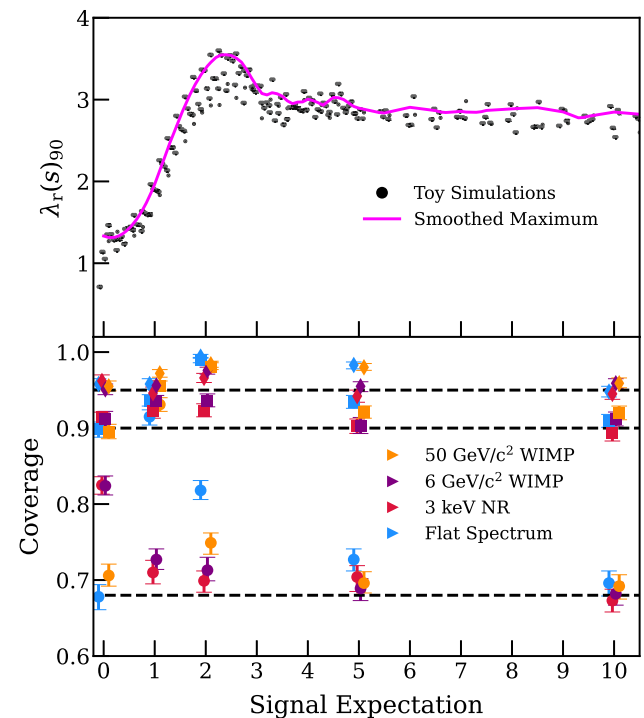 4
3
2
1
λr(s)90
Toy Simulations
Smoothed Maximum
1.0
0.9
0.8
0.7
0.6
Coverage
50 GeV/c² WIMP
6 GeV/c² WIMP
3 keV NR
Flat Spectrum
0 1 2 3 4 5 6 7 8 9 10
Signal Expectation